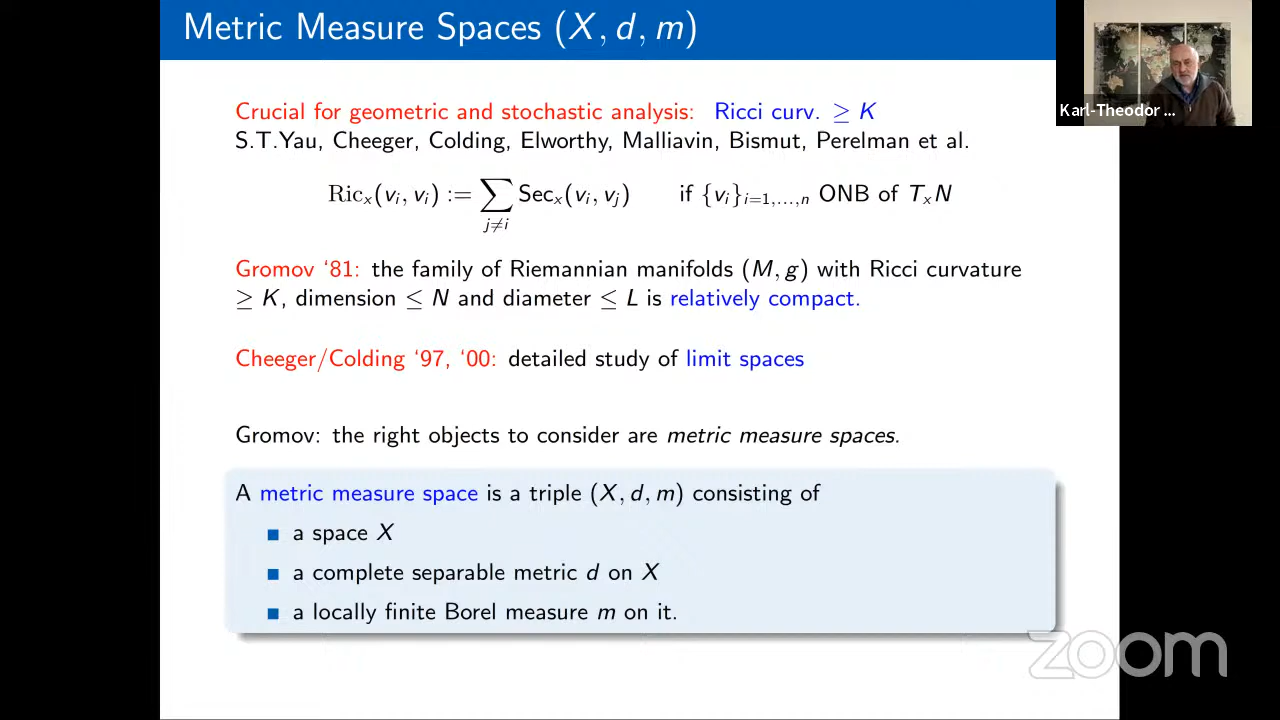 Metric Measure Spaces (X, d, m)
Karl-Theodor ...
Crucial for geometric and stochastic analysis: Ricci curv. ≥ K
S.T.Yau, Cheeger, Colding, Elworthy, Malliavin, Bismut, Perelman et al.
Ric_x(v_i, v_i) := ∑_{j≠i} Sec_x(v_i, v_j) if {v_i}_{i=1,...,n} ONB of T_xN
Gromov ‘81: the family of Riemannian manifolds (M, g) with Ricci curvature
≥ K, dimension ≤ N and diameter ≤ L is relatively compact.
Cheeger/Colding ‘97, ‘00: detailed study of limit spaces
Gromov: the right objects to consider are metric measure spaces.
A metric measure space is a triple (X, d, m) consisting of
■ a space X
■ a complete separable metric d on X
■ a locally finite Borel measure m on it.
zoom